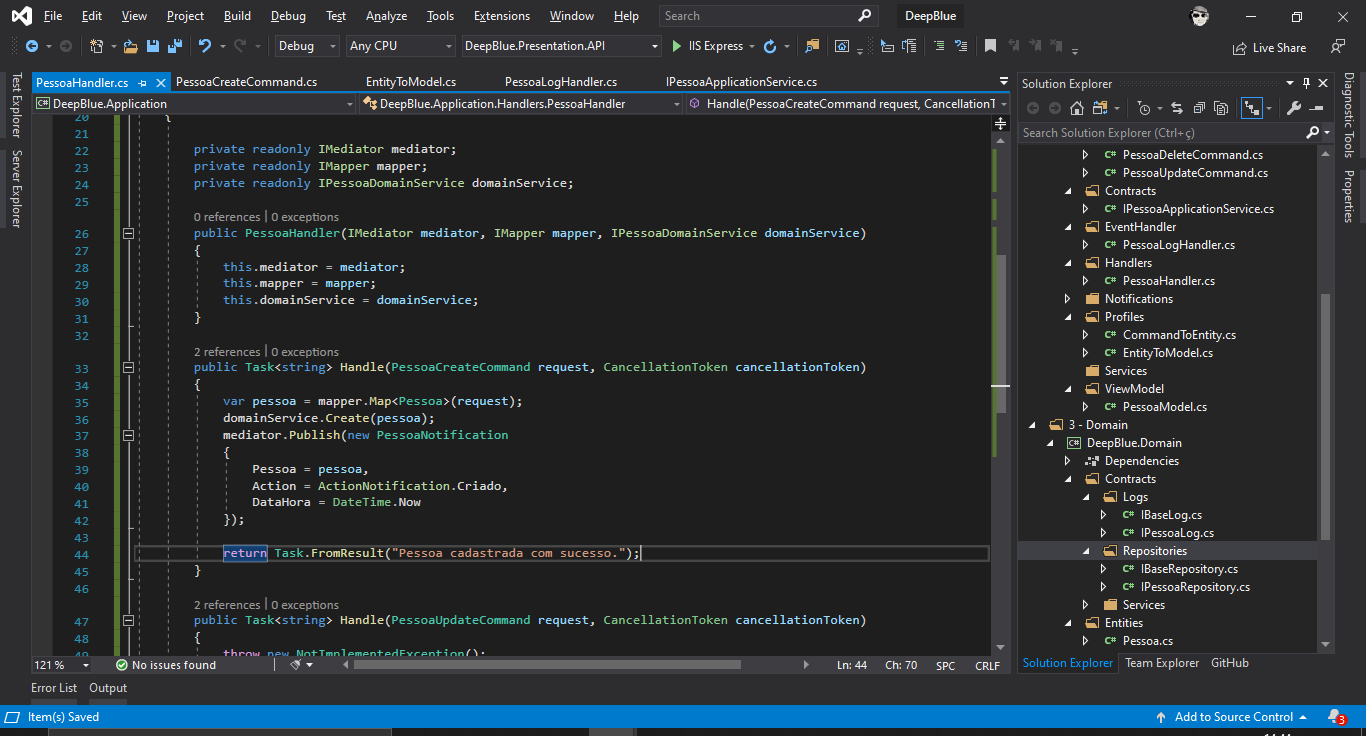 File Edit View Project Build Debug Test Analyze Tools Extensions Window Help Search DeepBlue
Debug Any CPU DeepBlue.Presentation.API IIS Express Live Share
Test Explorer
Server Explorer
PessoaHandler.cs PessoaCreateCommand.cs EntityToModel.cs PessoaLogHandler.cs IPessoaApplicationService.cs
C# DeepBlue.Application DeepBlue.Application.Handlers.PessoaHandler Handle(PessoaCreateCommand request, CancellationT
20 {
21
22 private readonly IMediator mediator;
23 private readonly IMapper mapper;
24 private readonly IPessoaDomainService domainService;
25
0 references | 0 exceptions
26 public PessoaHandler(IMediator mediator, IMapper mapper, IPessoaDomainService domainService)
27 {
28 this.mediator = mediator;
29 this.mapper = mapper;
30 this.domainService = domainService;
31 }
32
2 references | 0 exceptions
33 public Task<string> Handle(PessoaCreateCommand request, CancellationToken cancellationToken)
34 {
35 var pessoa = mapper.Map<Pessoa>(request);
36 domainService.Create(pessoa);
37 mediator.Publish(new PessoaNotification
38 {
39 Pessoa = pessoa,
40 Action = ActionNotification.Criado,
41 DataHora = DateTime.Now
42 });
43
44 return Task.FromResult("Pessoa cadastrada com sucesso.");
45 }
46
2 references | 0 exceptions
47 public Task<string> Handle(PessoaUpdateCommand request, CancellationToken cancellationToken)
48 {
49 throw new NotImplementedException();
121 % No issues found Ln: 44 Ch: 70 SPC CRLF
Solution Explorer
Search Solution Explorer (Ctrl+ç)
C# PessoaDeleteCommand.cs
C# PessoaUpdateCommand.cs
Contracts
C# IPessoaApplicationService.cs
EventHandler
C# PessoaLogHandler.cs
Handlers
C# PessoaHandler.cs
Notifications
Profiles
C# CommandToEntity.cs
C# EntityToModel.cs
Services
ViewModel
C# PessoaModel.cs
3 - Domain
C# DeepBlue.Domain
Dependencies
Contracts
Logs
C# IBaseLog.cs
C# IPessoaLog.cs
Repositories
C# IBaseRepository.cs
C# IPessoaRepository.cs
Services
Entities
C# Pessoa.cs
Solution Explorer Team Explorer GitHub
Diagnostic Tools
Properties
Error List Output
Item(s) Saved Add to Source Control 3